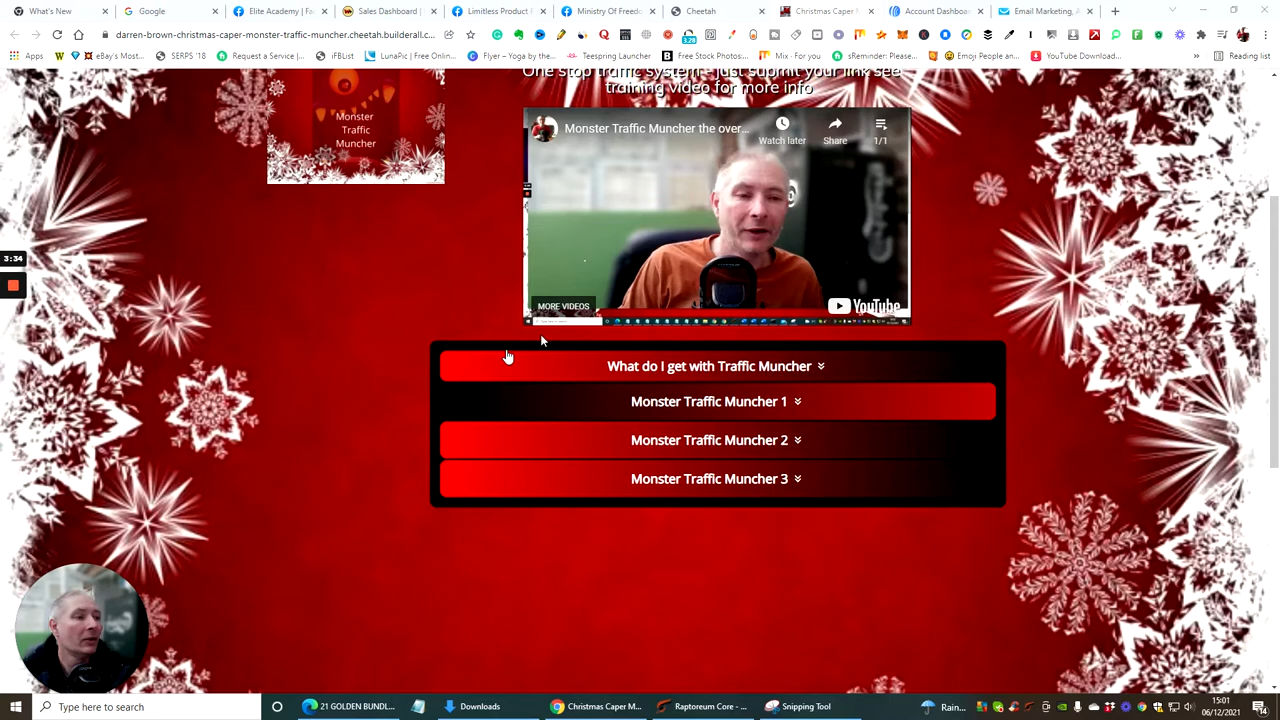 What's New
Google
Elite Academy | Fac
Sales Dashboard |
Limitless Product F
Ministry Of Freedo
Cheetah
Christmas Caper M
Account Dashboar
Email Marketing, A
darren-brown-christmas-caper-monster-traffic-muncher.cheetah.builderall.c...
eBay's Most...
SERPS '18
Request a Service |
iFBList
LunaPic | Free Onlin...
Flyer – Yoga by the...
Teespring Launcher
Free Stock Photos:...
Mix - For you
sReminder: Please...
Emoji People and ...
YouTube Download...
»
Reading list
One stop traffic system - just submit your link see
training video for more info
Monster
Traffic
Muncher
Monster Traffic Muncher the over...
Watch later
Share
1/1
MORE VIDEOS
YouTube
3:34
What do I get with Traffic Muncher
Monster Traffic Muncher 1
Monster Traffic Muncher 2
Monster Traffic Muncher 3
Type here to search
21 GOLDEN BUNDL...
Downloads
Christmas Caper M...
Raptoreum Core - ...
Snipping Tool
Rain...
15:01
06/12/2021